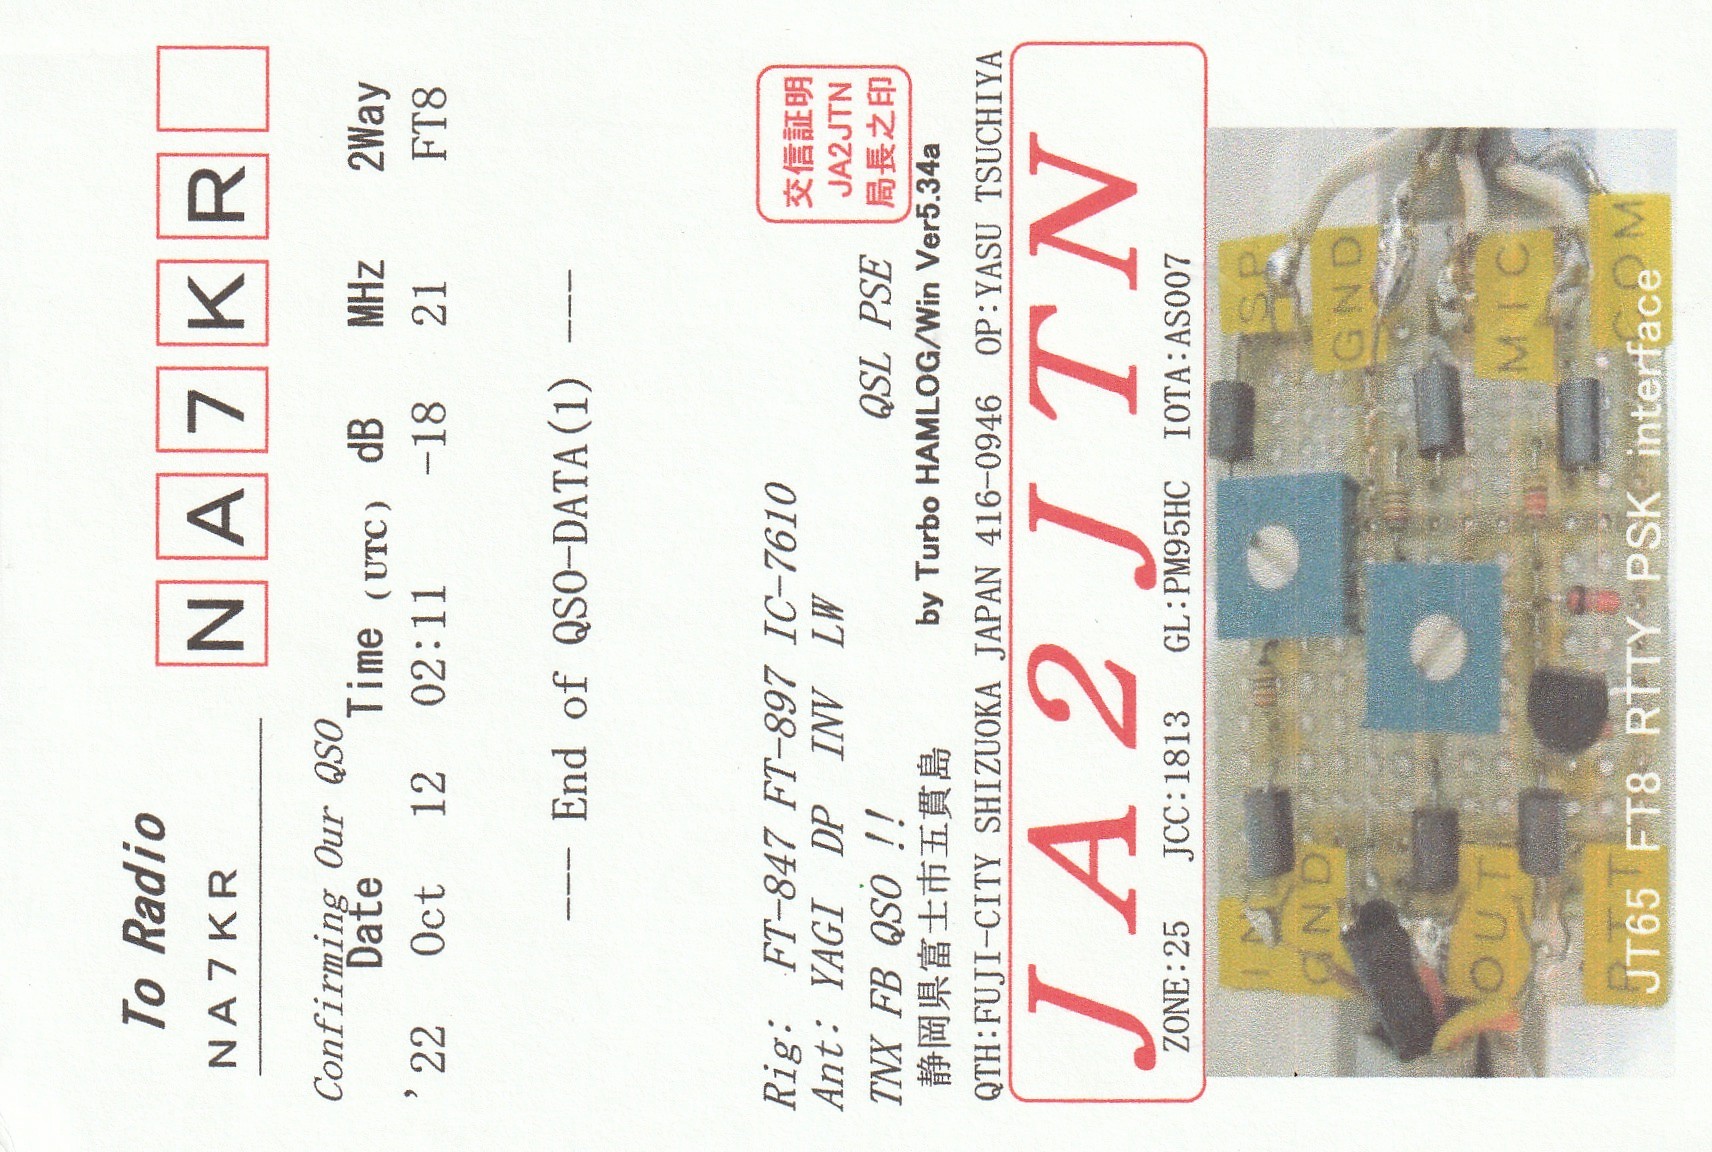 N A 7 K R
To Radio
NA7KR
Confirming Our QSO
Date Time (UTC) dB MHz 2Way
'22 Oct 12 02:11 -18 21 FT8
--- End of QSO-DATA(1) ---
交信証明
JA2JTN
局長之印
Rig: FT-847 FT-897 IC-7610
Ant: YAGI DP INV LW
TNX FB QSO !! QSL PSE
by Turbo HAMLOG/Win Ver5.34a
静岡県富士市五貫島
QTH:FUJI-CITY SHIZUOKA JAPAN 416-0946 OP:YASU TSUCHIYA
JA2JTN
ZONE:25 JCC:1813 GL:PM95HC IOTA:AS007
IN SP
GND GND
OUT MIC
PTT COM
JT65 FT8 RTTY PSK interface